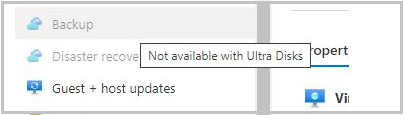 Backup
Not available with Ultra Disks
Disaster recove
ropert
Guest + host updates
Vi